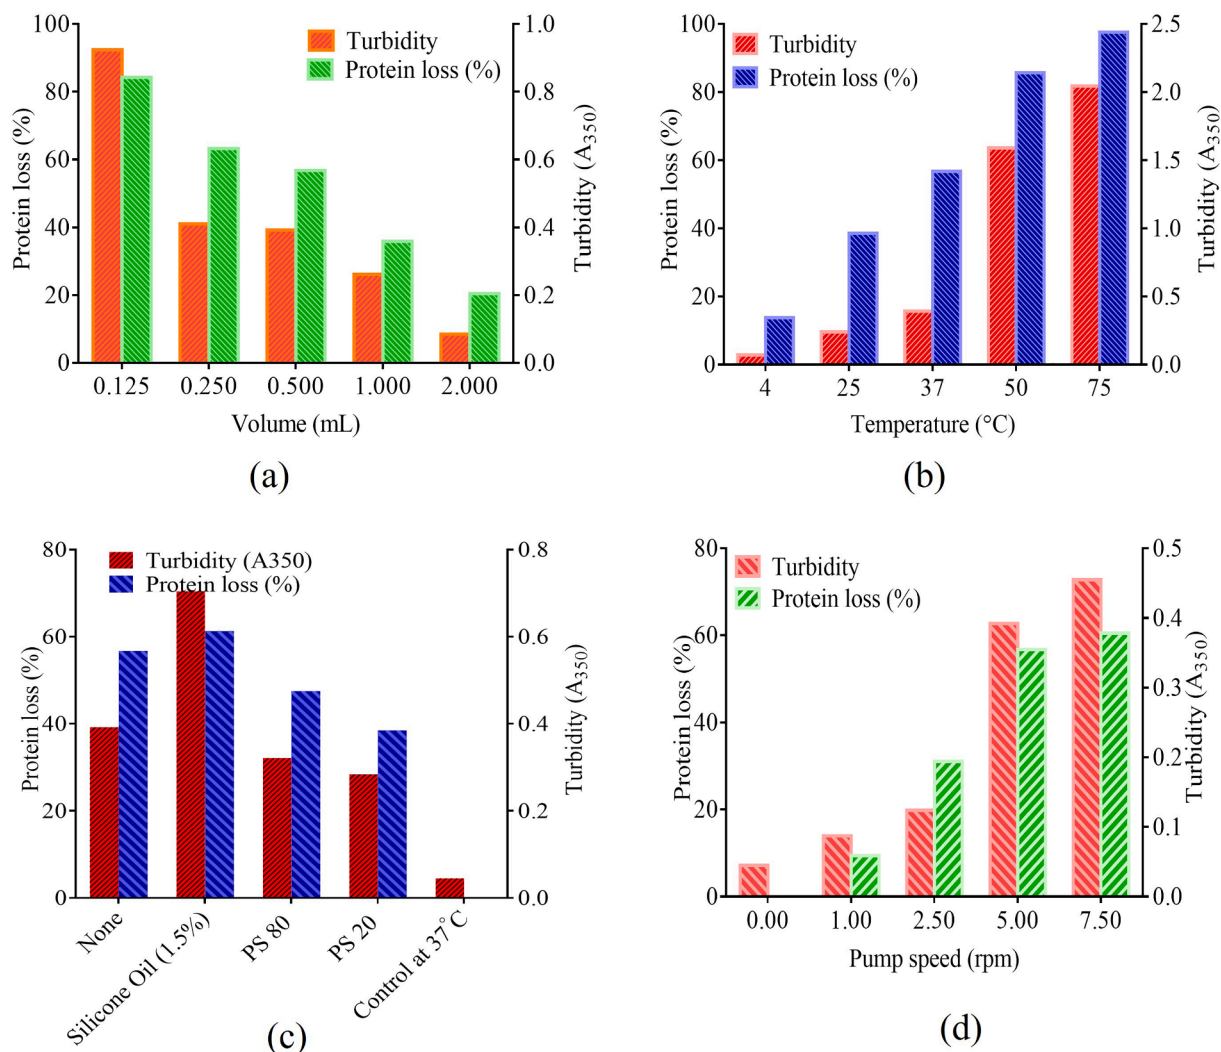 100
80
60
40
20
0
Protein loss (%)
Turbidity
Protein loss (%)
1.0
0.8
0.6
0.4
0.2
0.0
Turbidity (A350)
0.125 0.250 0.500 1.000 2.000
Volume (mL)
(a)
100
80
60
40
20
0
Protein loss (%)
Turbidity
Protein loss (%)
2.5
2.0
1.5
1.0
0.5
0.0
Turbidity (A350)
4 25 37 50 75
Temperature (°C)
(b)
80
60
40
20
0
Protein loss (%)
Turbidity (A350)
Protein loss (%)
0.8
0.6
0.4
0.2
0.0
Turbidity (A350)
None
Silicone Oil (1.5%)
PS 80
PS 20
Control at 37°C
(c)
80
60
40
20
0
Protein loss (%)
Turbidity
Protein loss (%)
0.5
0.4
0.3
0.2
0.1
0.0
Turbidity (A350)
0.00 1.00 2.50 5.00 7.50
Pump speed (rpm)
(d)